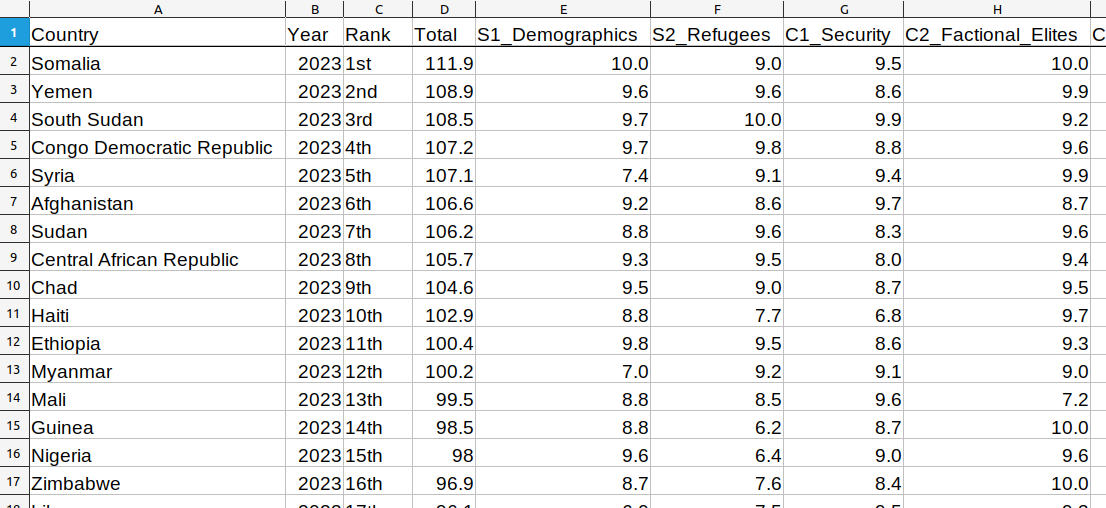 A B C D E F G H
1 Country Year Rank Total S1_Demographics S2_Refugees C1_Security C2_Factional_Elites C
2 Somalia 2023 1st 111.9 10.0 9.0 9.5 10.0
3 Yemen 2023 2nd 108.9 9.6 9.6 8.6 9.9
4 South Sudan 2023 3rd 108.5 9.7 10.0 9.9 9.2
5 Congo Democratic Republic 2023 4th 107.2 9.7 9.8 8.8 9.6
6 Syria 2023 5th 107.1 7.4 9.1 9.4 9.9
7 Afghanistan 2023 6th 106.6 9.2 8.6 9.7 8.7
8 Sudan 2023 7th 106.2 8.8 9.6 8.3 9.6
9 Central African Republic 2023 8th 105.7 9.3 9.5 8.0 9.4
10 Chad 2023 9th 104.6 9.5 9.0 8.7 9.5
11 Haiti 2023 10th 102.9 8.8 7.7 6.8 9.7
12 Ethiopia 2023 11th 100.4 9.8 9.5 8.6 9.3
13 Myanmar 2023 12th 100.2 7.0 9.2 9.1 9.0
14 Mali 2023 13th 99.5 8.8 8.5 9.6 7.2
15 Guinea 2023 14th 98.5 8.8 6.2 8.7 10.0
16 Nigeria 2023 15th 98 9.6 6.4 9.0 9.6
17 Zimbabwe 2023 16th 96.9 8.7 7.6 8.4 10.0